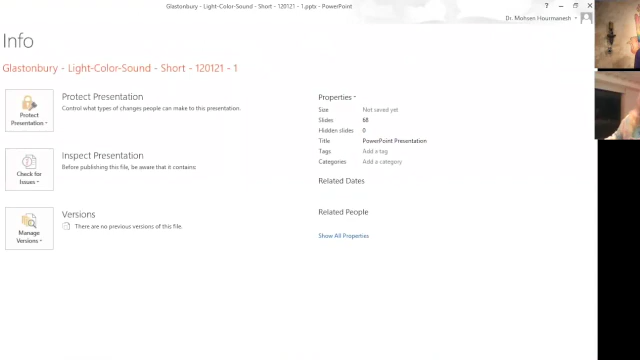 Glastonbury - Light-Color-Sound - Short - 120121 - 1.pptx - PowerPoint
Dr. Mohsen Hourmanesh
Info
Glastonbury - Light-Color-Sound - Short - 120121 - 1
Protect Presentation
Control what types of changes people can make to this presentation.
Protect
Presentation
Inspect Presentation
Before publishing this file, be aware that it contains:
Check for
Issues
Versions
There are no previous versions of this file.
Manage
Versions
Properties
Size Not saved yet
Slides 68
Hidden slides 0
Title PowerPoint Presentation
Tags Add a tag
Categories Add a category
Related Dates
Related People
Show All Properties